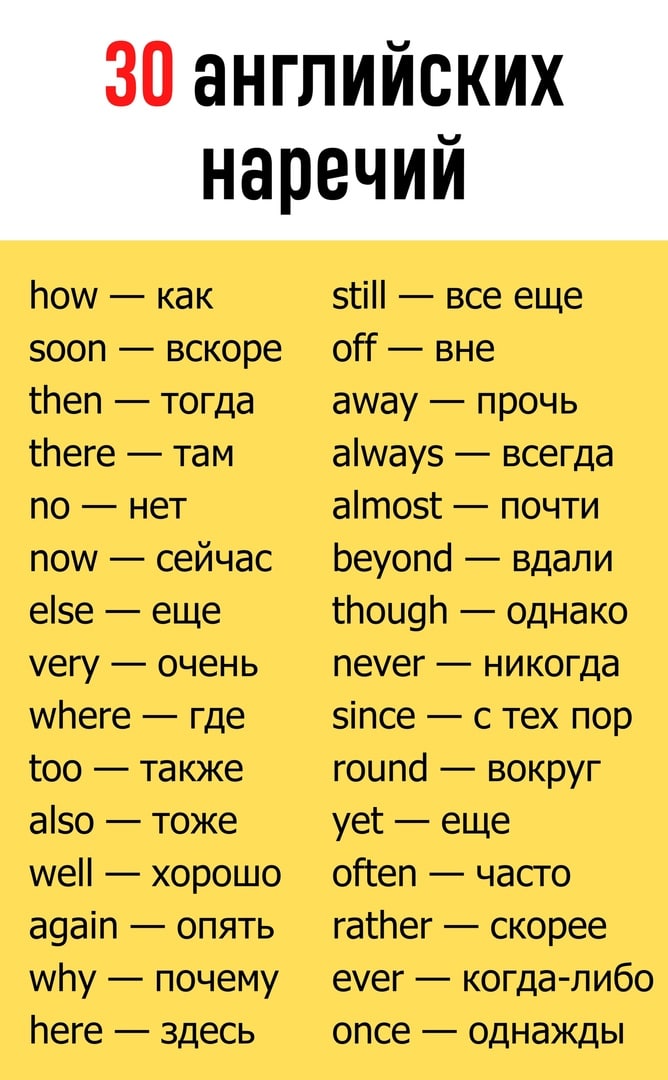 30 английских
наречий
how — как
soon — вскоре
then — тогда
there — там
no — нет
now — сейчас
else — еще
very — очень
where — где
too — также
also — тоже
well — хорошо
again — опять
why — почему
here — здесь
still — все еще
off — вне
away — прочь
always — всегда
almost — почти
beyond — вдали
though — однако
never — никогда
since — с тех пор
round — вокруг
yet — еще
often — часто
rather — скорее
ever — когда-либо
once — однажды